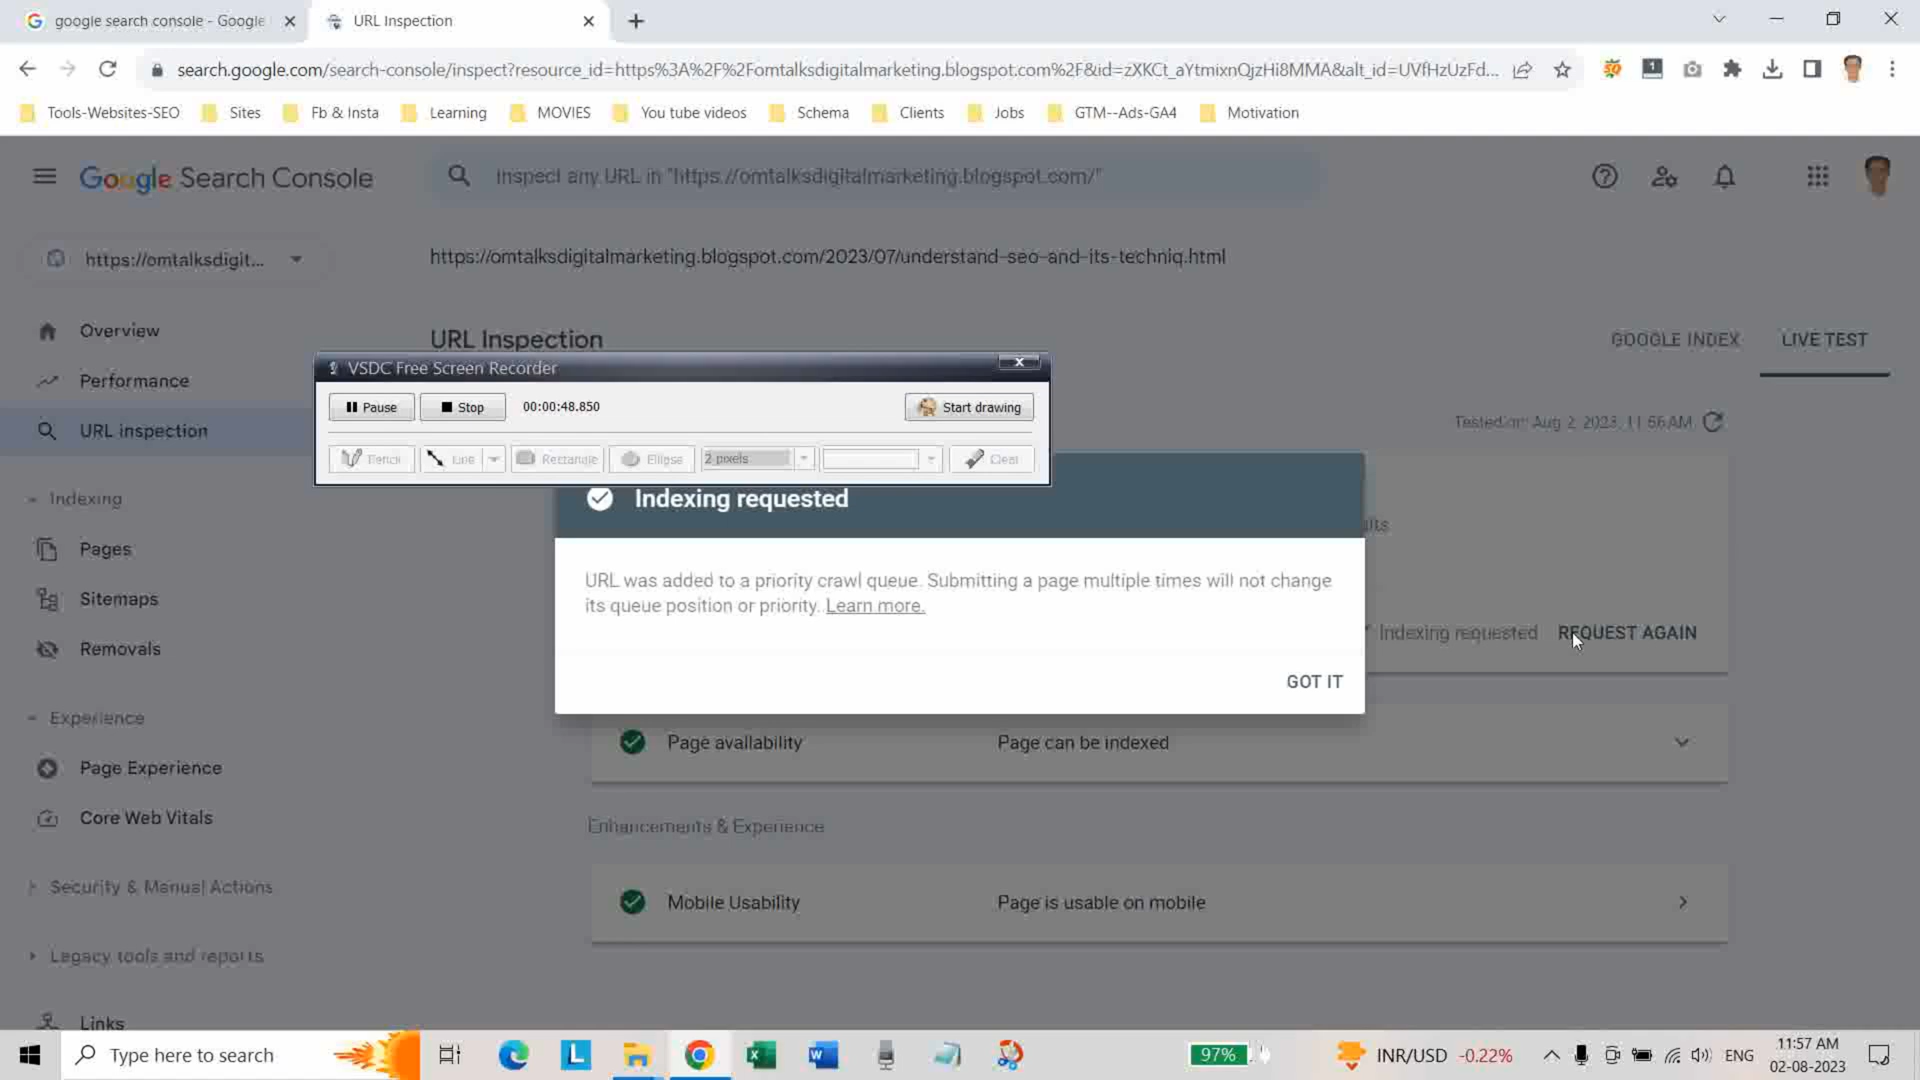 google search console - Google
URL Inspection
search.google.com/search-console/inspect?resource_id=https%3A%2F%2Fomtalksdigitalmarketing.blogspot.com%2F&id=zXKCt_aYtmixnQjzHi8MMA&alt_id=UVfHzUzFd...
Tools-Websites-SEO
Sites
Fb & Insta
Learning
MOVIES
You tube videos
Schema
Clients
Jobs
GTM--Ads-GA4
Motivation
Google Search Console
Inspect any URL in "https://omtalksdigitalmarketing.blogspot.com/"
https://omtalksdigit...
https://omtalksdigitalmarketing.blogspot.com/2023/07/understand-seo-and-its-techniq.html
Overview
Performance
URL inspection
Indexing
Pages
Sitemaps
Removals
Experience
Page Experience
Core Web Vitals
Security & Manual Actions
Legacy tools and reports
Links
URL Inspection
GOOGLE INDEX
LIVE TEST
Tested on: Aug 2, 2023, 11:56 AM
VSDC Free Screen Recorder
Pause
Stop
00:00:48.850
Start drawing
Pencil
Line
Rectangle
Ellipse
2 pixels
Clear
Indexing requested
URL was added to a priority crawl queue. Submitting a page multiple times will not change
its queue position or priority. Learn more.
GOT IT
Indexing requested
REQUEST AGAIN
Page availability
Page can be indexed
Enhancements & Experience
Mobile Usability
Page is usable on mobile
Type here to search
97%
INR/USD -0.22%
ENG
11:57 AM
02-08-2023